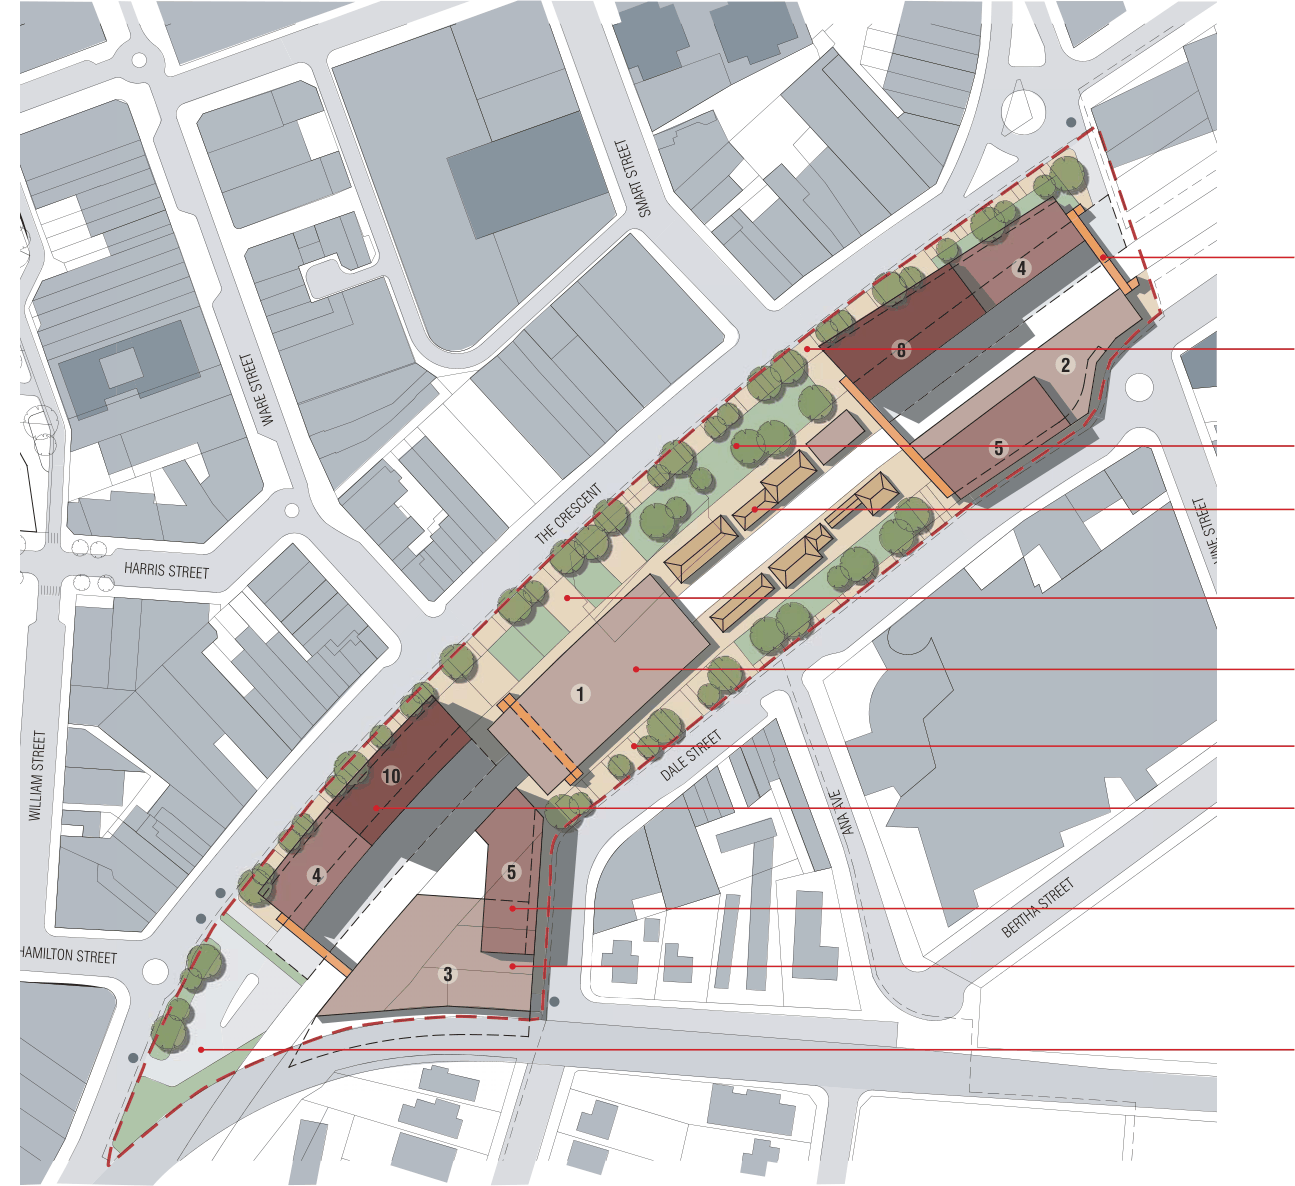 SMART STREET
4
8
2
WARE STREET
5
THE CRESCENT
HARRIS STREET
1
DALE STREET
WILLIAM STREET
10
ANA AVE
4
5
BERTHA STREET
HAMILTON STREET
3